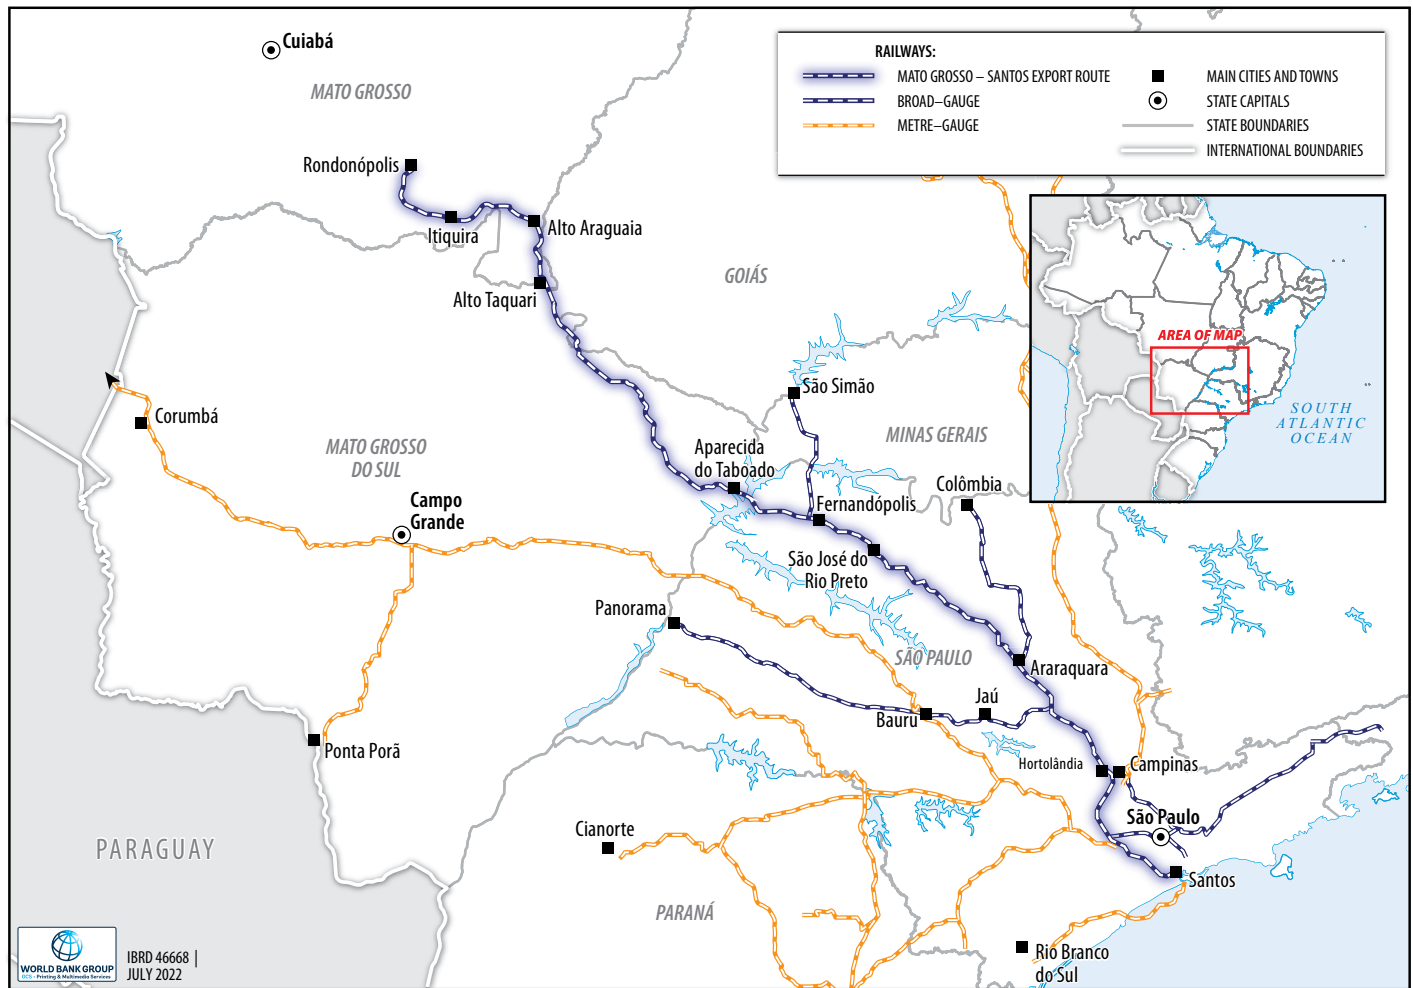 Cuiabá
MATO GROSSO
RAILWAYS:
MATO GROSSO – SANTOS EXPORT ROUTE
BROAD–GAUGE
METRE–GAUGE
MAIN CITIES AND TOWNS
STATE CAPITALS
STATE BOUNDARIES
INTERNATIONAL BOUNDARIES
Rondonópolis
Itiquira
Alto Araguaia
Alto Taquari
GOIÁS
AREA OF MAP
SOUTH
ATLANTIC
OCEAN
São Simão
Corumbá
MATO GROSSO
DO SUL
MINAS GERAIS
Aparecida
do Taboado
Colômbia
Campo
Grande
Fernandópolis
São José do
Rio Preto
Panorama
SÃO PAULO
Araraquara
Jaú
Bauru
Ponta Porã
Hortolândia
Campinas
São Paulo
Cianorte
PARAGUAY
Santos
PARANÁ
Rio Branco
do Sul
WORLD BANK GROUP
GCS - Printing & Multimedia Services
IBRD 46668 |
JULY 2022